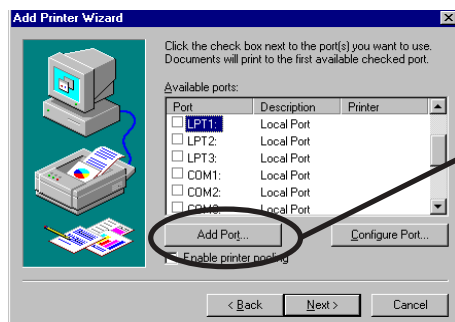 Add Printer Wizard
Click the check box next to the port(s) you want to use.
Documents will print to the first available checked port.
Available ports:
Port Description Printer
LPT1: Local Port
LPT2: Local Port
LPT3: Local Port
COM1: Local Port
COM2: Local Port
COM3: Local Port
Add Port... Configure Port...
Enable printer pooling
< Back Next > Cancel